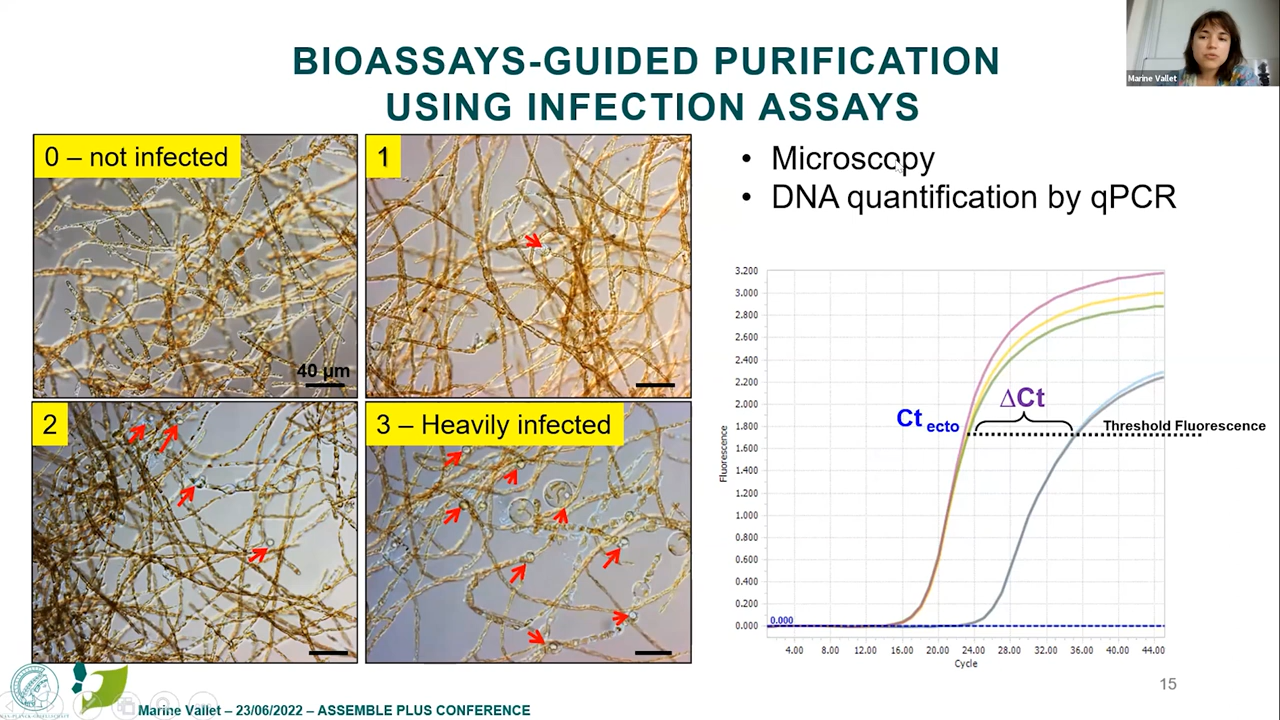 BIOASSAYS-GUIDED PURIFICATION
USING INFECTION ASSAYS
Marine Vallet
0 – not infected
40 µm
1
2
3 – Heavily infected
• Microscopy
• DNA quantification by qPCR
3.200
3.000
2.800
2.600
2.400
2.200
2.000
1.800
1.600
1.400
1.200
1.000
0.800
0.600
0.400
0.200
0.000
Fluorescence
Ct ecto
ΔCt
Threshold Fluorescence
0.000
4.00 8.00 12.00 16.00 20.00 24.00 28.00 32.00 36.00 40.00 44.00
Cycle
15
Marine Vallet – 23/06/2022 – ASSEMBLE PLUS CONFERENCE